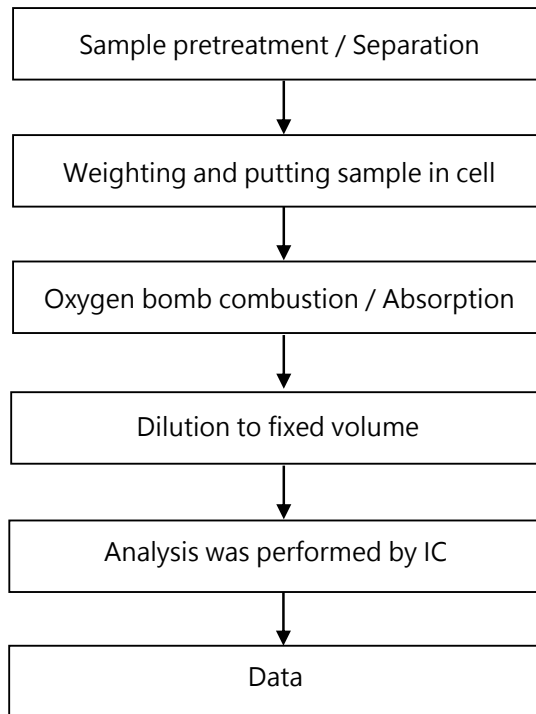 Sample pretreatment / Separation
Weighting and putting sample in cell
Oxygen bomb combustion / Absorption
Dilution to fixed volume
Analysis was performed by IC
Data